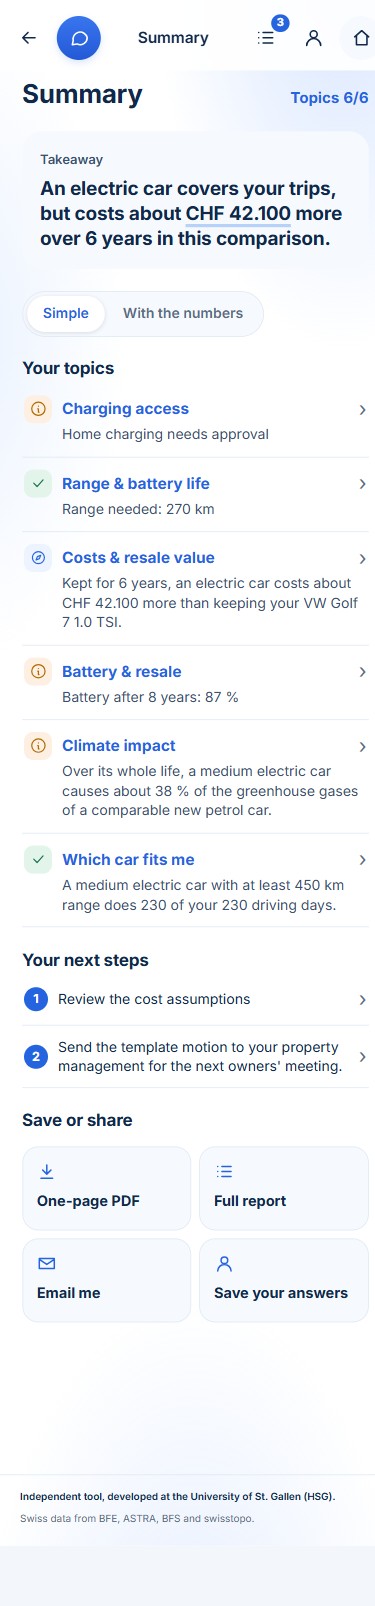 Summary
3
Summary
Topics 6/6
Takeaway
An electric car covers your trips,
but costs about CHF 42.100 more
over 6 years in this comparison.
Simple
With the numbers
Your topics
Charging access
Home charging needs approval
Range & battery life
Range needed: 270 km
Costs & resale value
Kept for 6 years, an electric car costs about
CHF 42.100 more than keeping your VW Golf
7 1.0 TSI.
Battery & resale
Battery after 8 years: 87 %
Climate impact
Over its whole life, a medium electric car
causes about 38 % of the greenhouse gases
of a comparable new petrol car.
Which car fits me
A medium electric car with at least 450 km
range does 230 of your 230 driving days.
Your next steps
1 Review the cost assumptions
2 Send the template motion to your property
management for the next owners' meeting.
Save or share
One-page PDF
Full report
Email me
Save your answers
Independent tool, developed at the University of St. Gallen (HSG).
Swiss data from BFE, ASTRA, BFS and swisstopo.